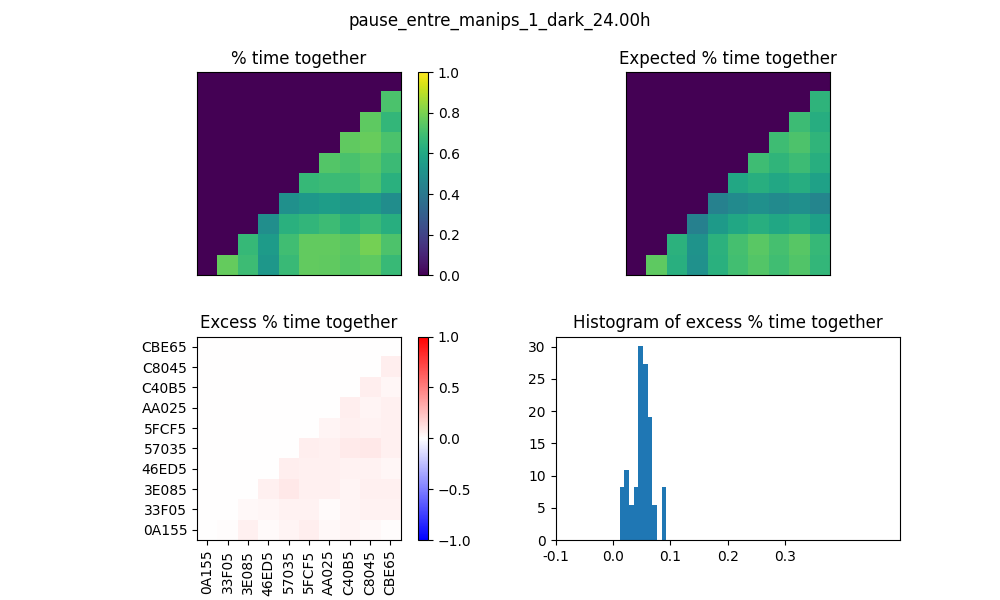 pause_entre_manips_1_dark_24.00h
% time together
Expected % time together
1.0
0.8
0.6
0.4
0.2
0.0
Excess % time together
Histogram of excess % time together
CBE65
C8045
C40B5
AA025
5FCF5
57035
46ED5
3E085
33F05
0A155
0A155
33F05
3E085
46ED5
57035
5FCF5
AA025
C40B5
C8045
CBE65
1.0
0.5
0.0
−0.5
−1.0
30
25
20
15
10
5
0
-0.1
0.0
0.1
0.2
0.3